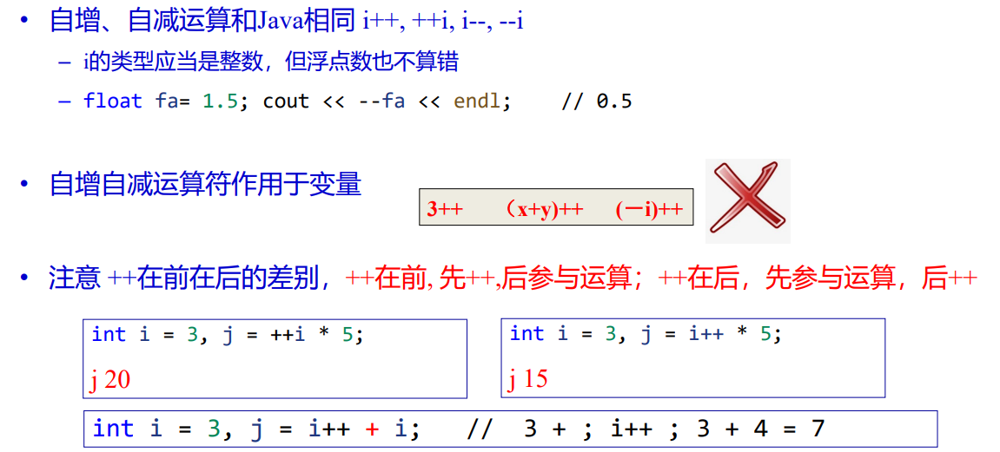 • 自增、自减运算和Java相同 i++, ++i, i--, --i
– i的类型应当是整数，但浮点数也不算错
– float fa= 1.5; cout << --fa << endl; // 0.5
• 自增自减运算符作用于变量
3++ （x+y)++ (－i)++
• 注意 ++在前在后的差别，++在前, 先++,后参与运算；++在后，先参与运算，后++
int i = 3, j = ++i * 5;
j 20
int i = 3, j = i++ * 5;
j 15
int i = 3, j = i++ + i; // 3 + ; i++ ; 3 + 4 = 7